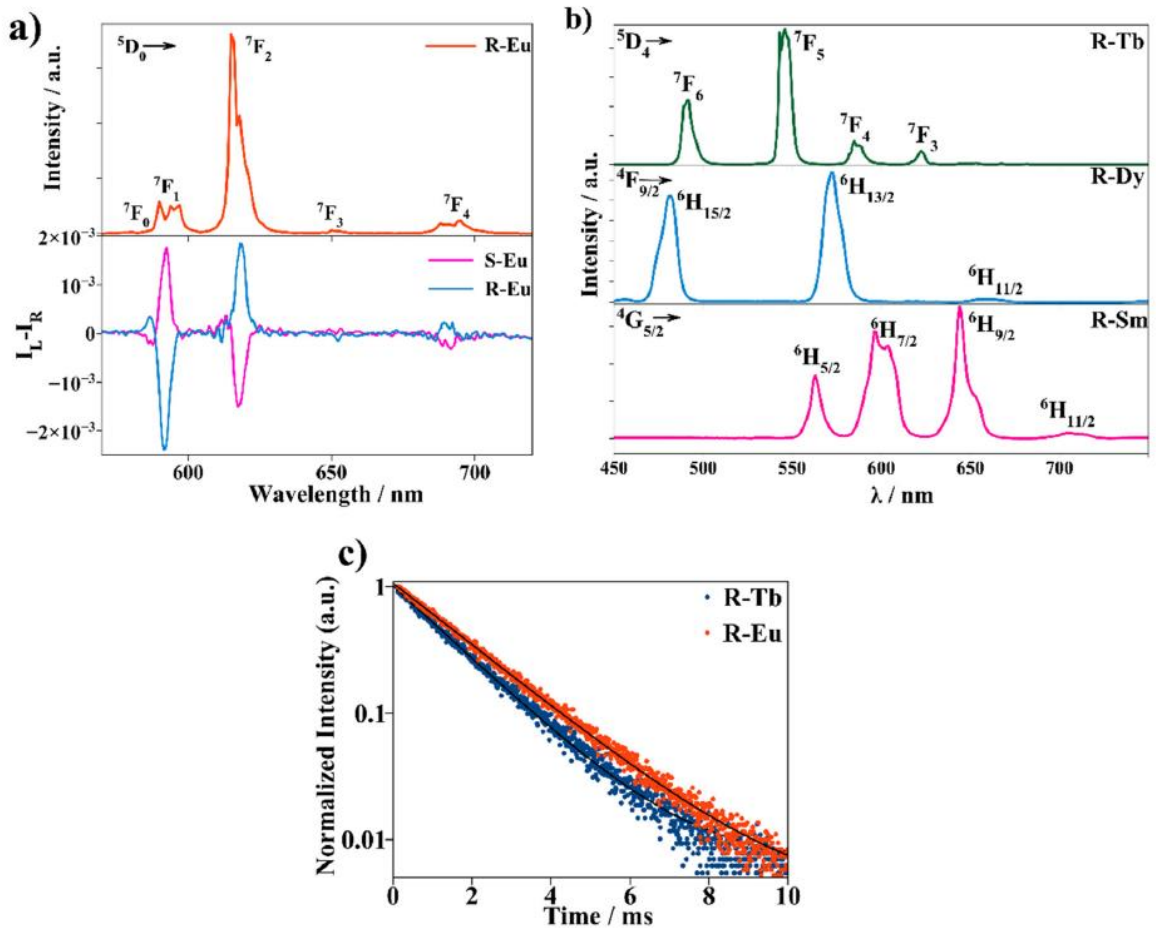 a)
⁵D₀→
⁷F₂
R-Eu
⁷F₀
⁷F₁
⁷F₃
⁷F₄
Intensity / a.u.
2×10⁻³
10⁻³
0
−10⁻³
−2×10⁻³
S-Eu
R-Eu
I_L-I_R
600
650
700
Wavelength / nm
b)
⁵D₄→
⁷F₆
⁷F₅
⁷F₄
⁷F₃
R-Tb
⁴F₉/₂→
⁶H₁₅/₂
⁶H₁₃/₂
⁶H₁₁/₂
R-Dy
⁴G₅/₂→
⁶H₅/₂
⁶H₇/₂
⁶H₉/₂
⁶H₁₁/₂
R-Sm
Intensity / a.u.
450
500
550
600
650
700
λ / nm
c)
R-Tb
R-Eu
Normalized Intensity (a.u.)
1
0.1
0.01
0
2
4
6
8
10
Time / ms